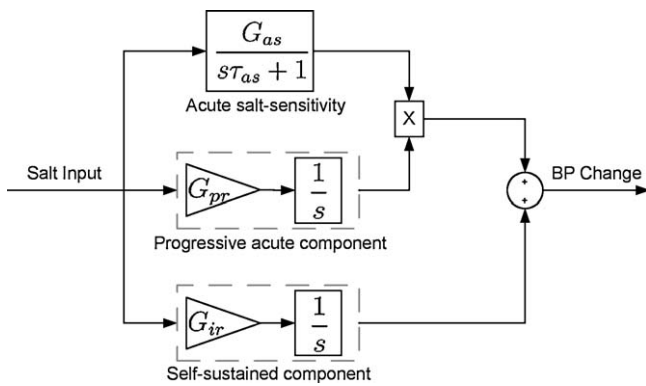 G_as
sτ_as + 1
Acute salt-sensitivity
X
Salt Input
G_pr
1
s
Progressive acute component
+
+
BP Change
G_ir
1
s
Self-sustained component